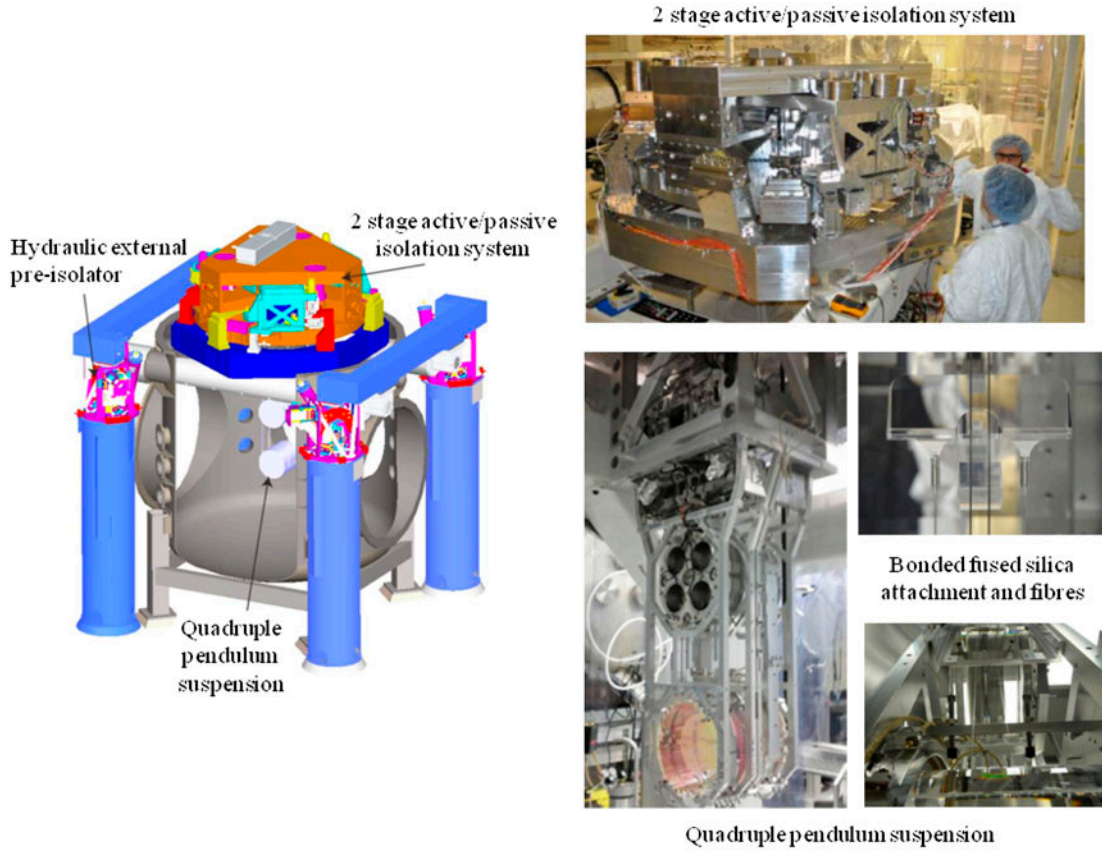 2 stage active/passive isolation system
Hydraulic external
pre-isolator
2 stage active/passive
isolation system
Quadruple
pendulum
suspension
Bonded fused silica
attachment and fibres
Quadruple pendulum suspension